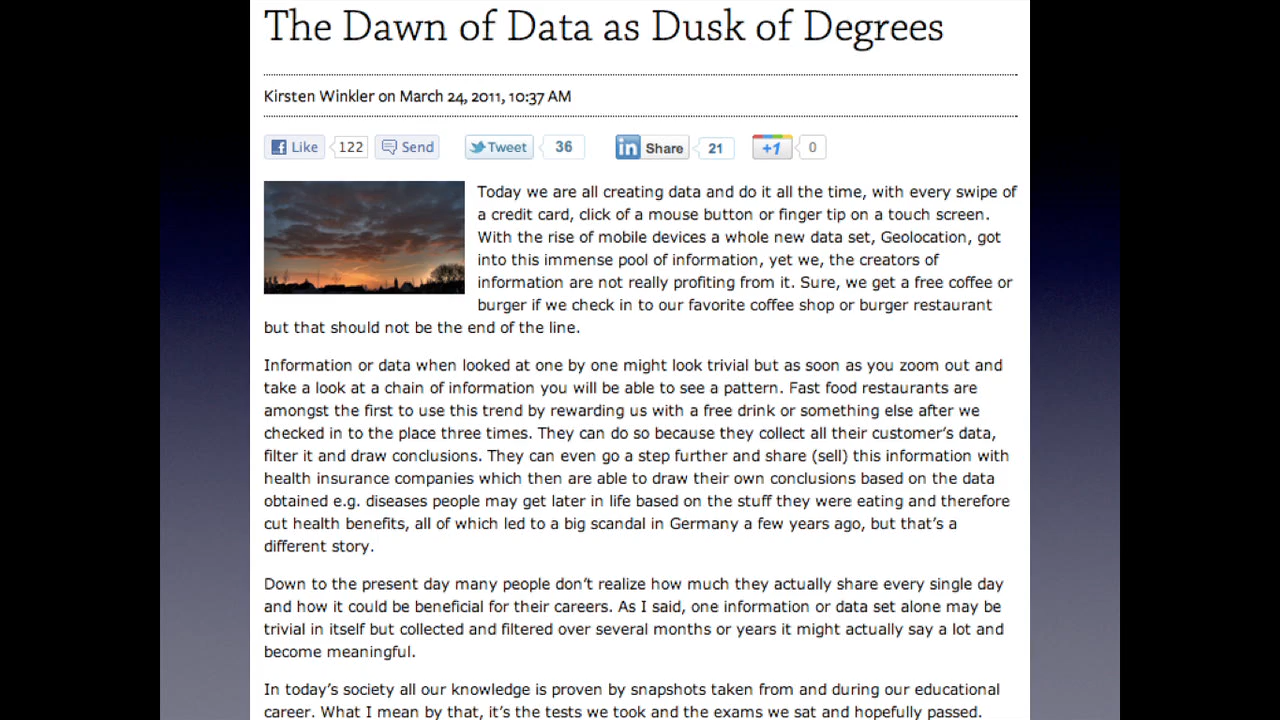 The Dawn of Data as Dusk of Degrees
Kirsten Winkler on March 24, 2011, 10:37 AM
Like 122 Send Tweet 36 in Share 21 +1 0
Today we are all creating data and do it all the time, with every swipe of
a credit card, click of a mouse button or finger tip on a touch screen.
With the rise of mobile devices a whole new data set, Geolocation, got
into this immense pool of information, yet we, the creators of
information are not really profiting from it. Sure, we get a free coffee or
burger if we check in to our favorite coffee shop or burger restaurant
but that should not be the end of the line.
Information or data when looked at one by one might look trivial but as soon as you zoom out and
take a look at a chain of information you will be able to see a pattern. Fast food restaurants are
amongst the first to use this trend by rewarding us with a free drink or something else after we
checked in to the place three times. They can do so because they collect all their customer's data,
filter it and draw conclusions. They can even go a step further and share (sell) this information with
health insurance companies which then are able to draw their own conclusions based on the data
obtained e.g. diseases people may get later in life based on the stuff they were eating and therefore
cut health benefits, all of which led to a big scandal in Germany a few years ago, but that's a
different story.
Down to the present day many people don't realize how much they actually share every single day
and how it could be beneficial for their careers. As I said, one information or data set alone may be
trivial in itself but collected and filtered over several months or years it might actually say a lot and
become meaningful.
In today's society all our knowledge is proven by snapshots taken from and during our educational
career. What I mean by that, it's the tests we took and the exams we sat and hopefully passed.